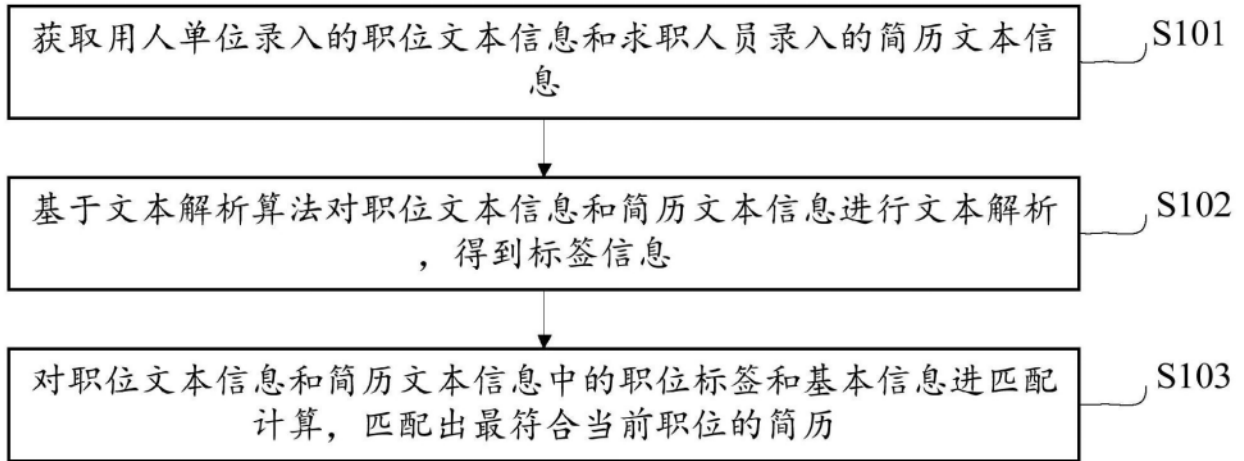 获取用人单位录入的职位文本信息和求职人员录入的简历文本信
息
S101
基于文本解析算法对职位文本信息和简历文本信息进行文本解析
，得到标签信息
S102
对职位文本信息和简历文本信息中的职位标签和基本信息进匹配
计算，匹配出最符合当前职位的简历
S103